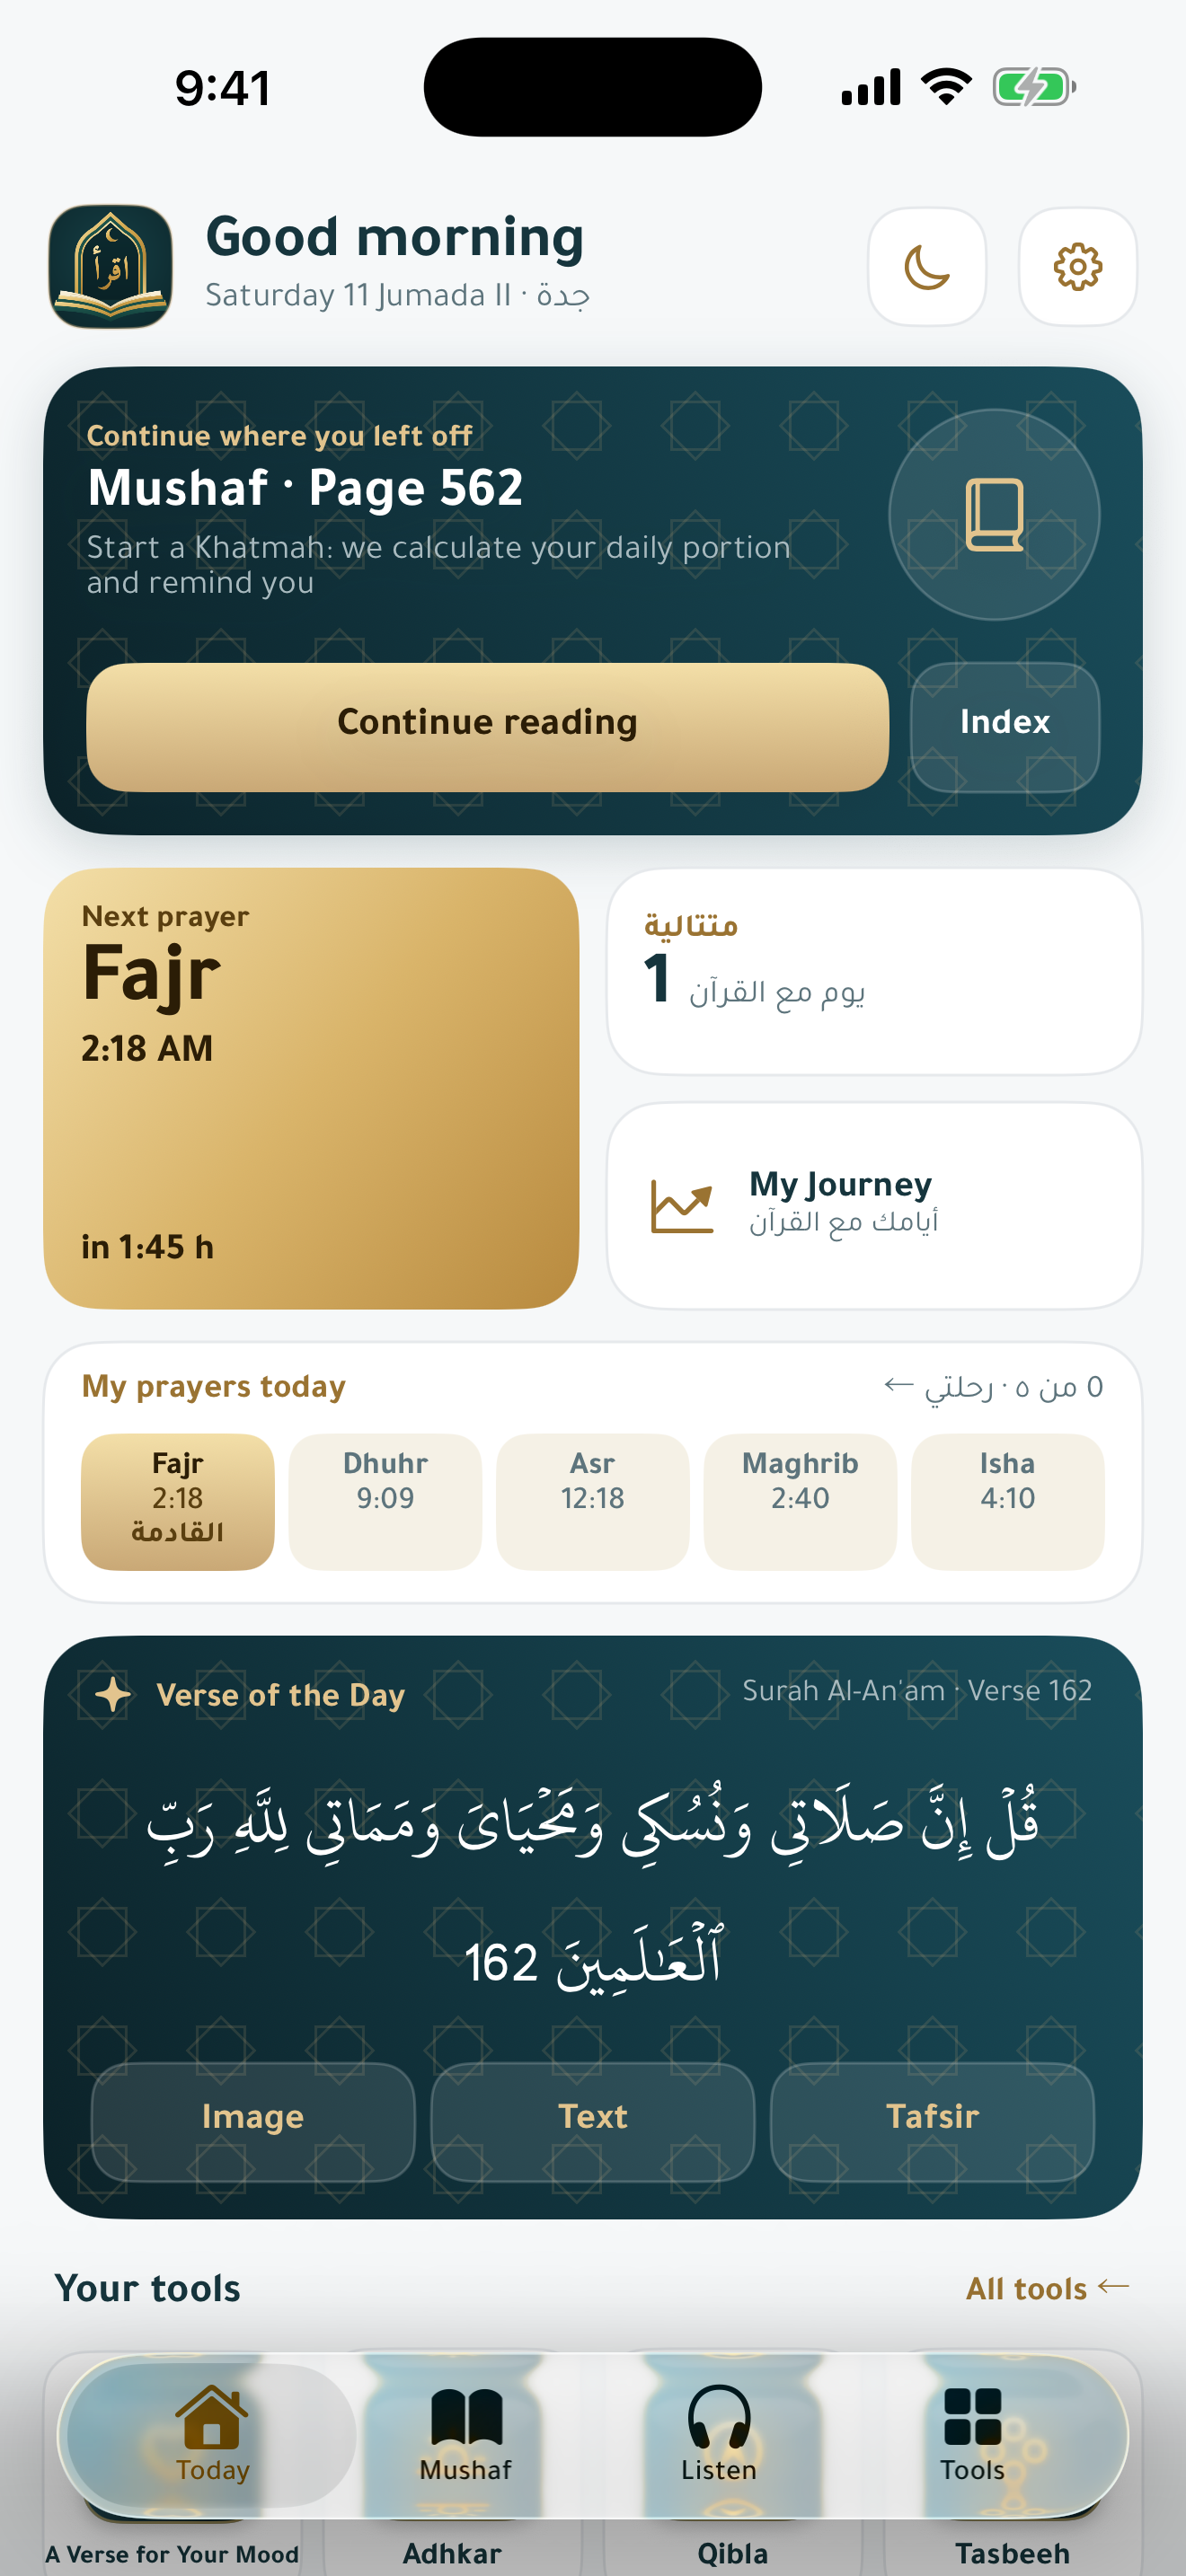 9:41
اقرأ
Good morning
Saturday 11 Jumada II · جدة
Continue where you left off
Mushaf · Page 562
Start a Khatmah: we calculate your daily portion
and remind you
Continue reading
Index
Next prayer
Fajr
2:18 AM
in 1:45 h
متتالية
1 يوم مع القرآن
My Journey
أيامك مع القرآن
My prayers today
0 من ٥ · رحلتي ←
Fajr
2:18
القادمة
Dhuhr
9:09
Asr
12:18
Maghrib
2:40
Isha
4:10
Verse of the Day
Surah Al-An'am · Verse 162
قُلۡ إِنَّ صَلَاتِي وَنُسُكِي وَمَحۡيَايَ وَمَمَاتِي لِلَّهِ رَبِّ
ٱلۡعَٰلَمِينَ 162
Image
Text
Tafsir
Your tools
All tools ←
Today
Mushaf
Listen
Tools
A Verse for Your Mood
Adhkar
Qibla
Tasbeeh